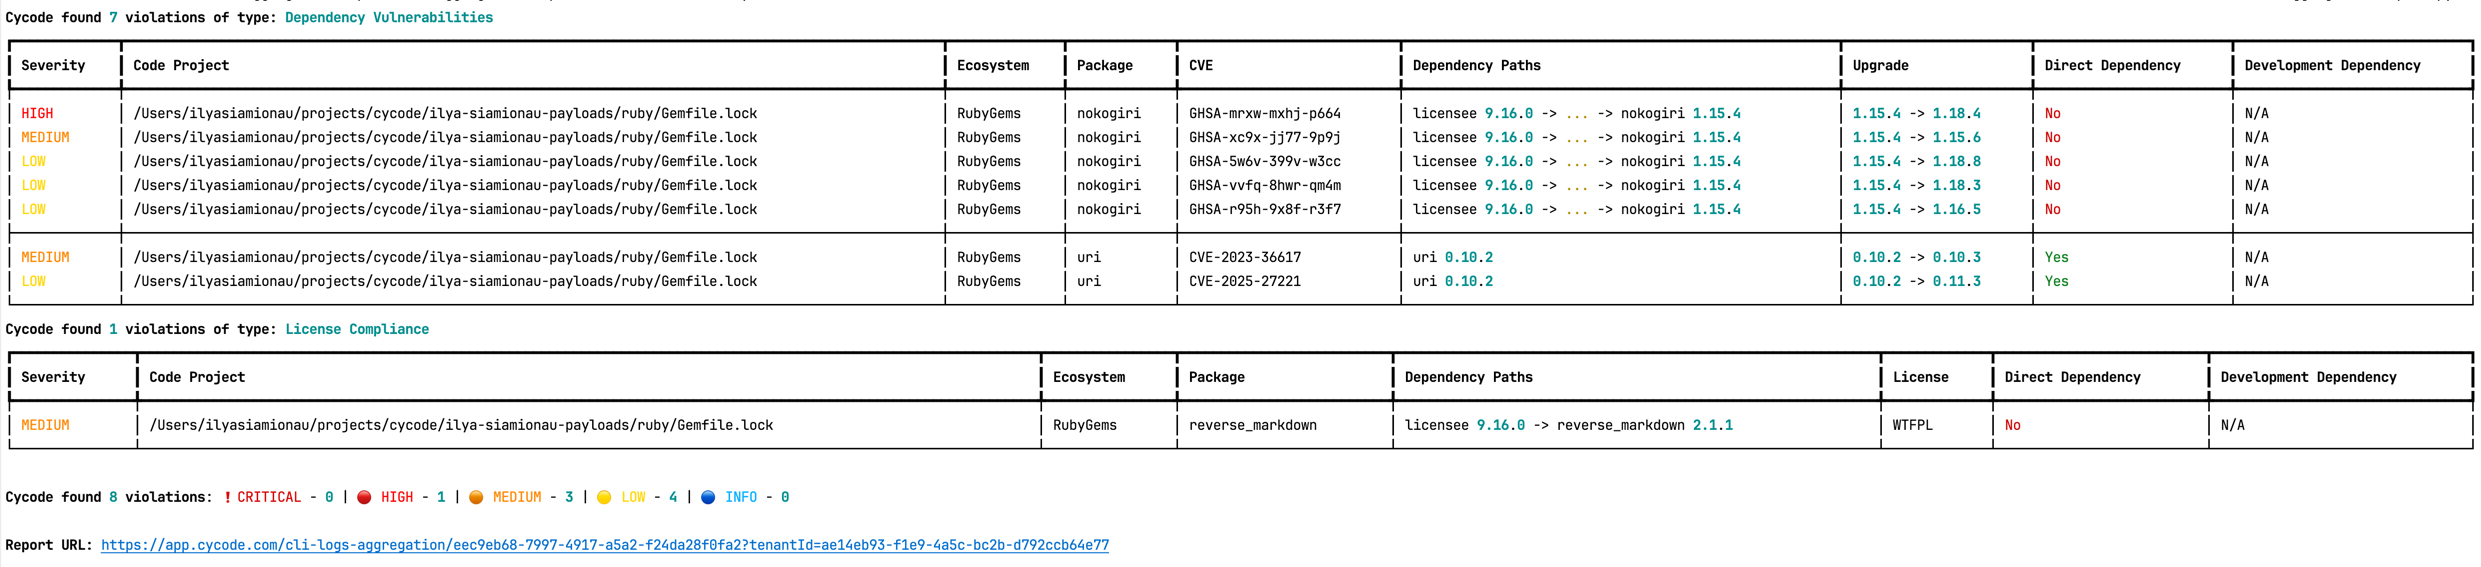 Cycode found 7 violations of type: Dependency Vulnerabilities
Severity Code Project Ecosystem Package CVE Dependency Paths Upgrade Direct Dependency Development Dependency
HIGH /Users/ilyasiamionau/projects/cycode/ilya-siamionau-payloads/ruby/Gemfile.lock RubyGems nokogiri GHSA-mrxw-mxhj-p664 licensee 9.16.0 -> ... -> nokogiri 1.15.4 1.15.4 -> 1.18.4 No N/A
MEDIUM /Users/ilyasiamionau/projects/cycode/ilya-siamionau-payloads/ruby/Gemfile.lock RubyGems nokogiri GHSA-xc9x-jj77-9p9j licensee 9.16.0 -> ... -> nokogiri 1.15.4 1.15.4 -> 1.15.6 No N/A
LOW /Users/ilyasiamionau/projects/cycode/ilya-siamionau-payloads/ruby/Gemfile.lock RubyGems nokogiri GHSA-5w6v-399v-w3cc licensee 9.16.0 -> ... -> nokogiri 1.15.4 1.15.4 -> 1.18.8 No N/A
LOW /Users/ilyasiamionau/projects/cycode/ilya-siamionau-payloads/ruby/Gemfile.lock RubyGems nokogiri GHSA-vvfq-8hwr-qm4m licensee 9.16.0 -> ... -> nokogiri 1.15.4 1.15.4 -> 1.18.3 No N/A
LOW /Users/ilyasiamionau/projects/cycode/ilya-siamionau-payloads/ruby/Gemfile.lock RubyGems nokogiri GHSA-r95h-9x8f-r3f7 licensee 9.16.0 -> ... -> nokogiri 1.15.4 1.15.4 -> 1.16.5 No N/A
MEDIUM /Users/ilyasiamionau/projects/cycode/ilya-siamionau-payloads/ruby/Gemfile.lock RubyGems uri CVE-2023-36617 uri 0.10.2 0.10.2 -> 0.10.3 Yes N/A
LOW /Users/ilyasiamionau/projects/cycode/ilya-siamionau-payloads/ruby/Gemfile.lock RubyGems uri CVE-2025-27221 uri 0.10.2 0.10.2 -> 0.11.3 Yes N/A
Cycode found 1 violations of type: License Compliance
Severity Code Project Ecosystem Package Dependency Paths License Direct Dependency Development Dependency
MEDIUM /Users/ilyasiamionau/projects/cycode/ilya-siamionau-payloads/ruby/Gemfile.lock RubyGems reverse_markdown licensee 9.16.0 -> reverse_markdown 2.1.1 WTFPL No N/A
Cycode found 8 violations: ! CRITICAL - 0 | HIGH - 1 | MEDIUM - 3 | LOW - 4 | INFO - 0
Report URL: https://app.cycode.com/cli-logs-aggregation/eec9eb68-7997-4917-a5a2-f24da28f0fa2?tenantId=ae14eb93-f1e9-4a5c-bc2b-d792ccb64e77